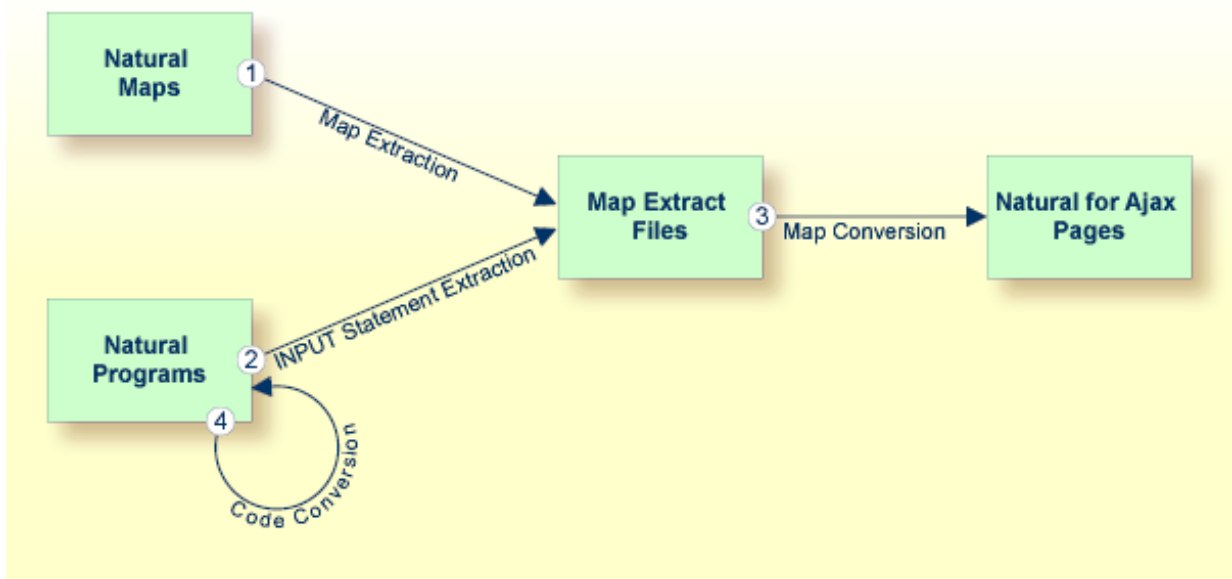 Natural
Maps
1
Map Extraction
Map Extract
Files
3
Map Conversion
Natural for Ajax
Pages
INPUT Statement Extraction
Natural
Programs
2
4
Code Conversion